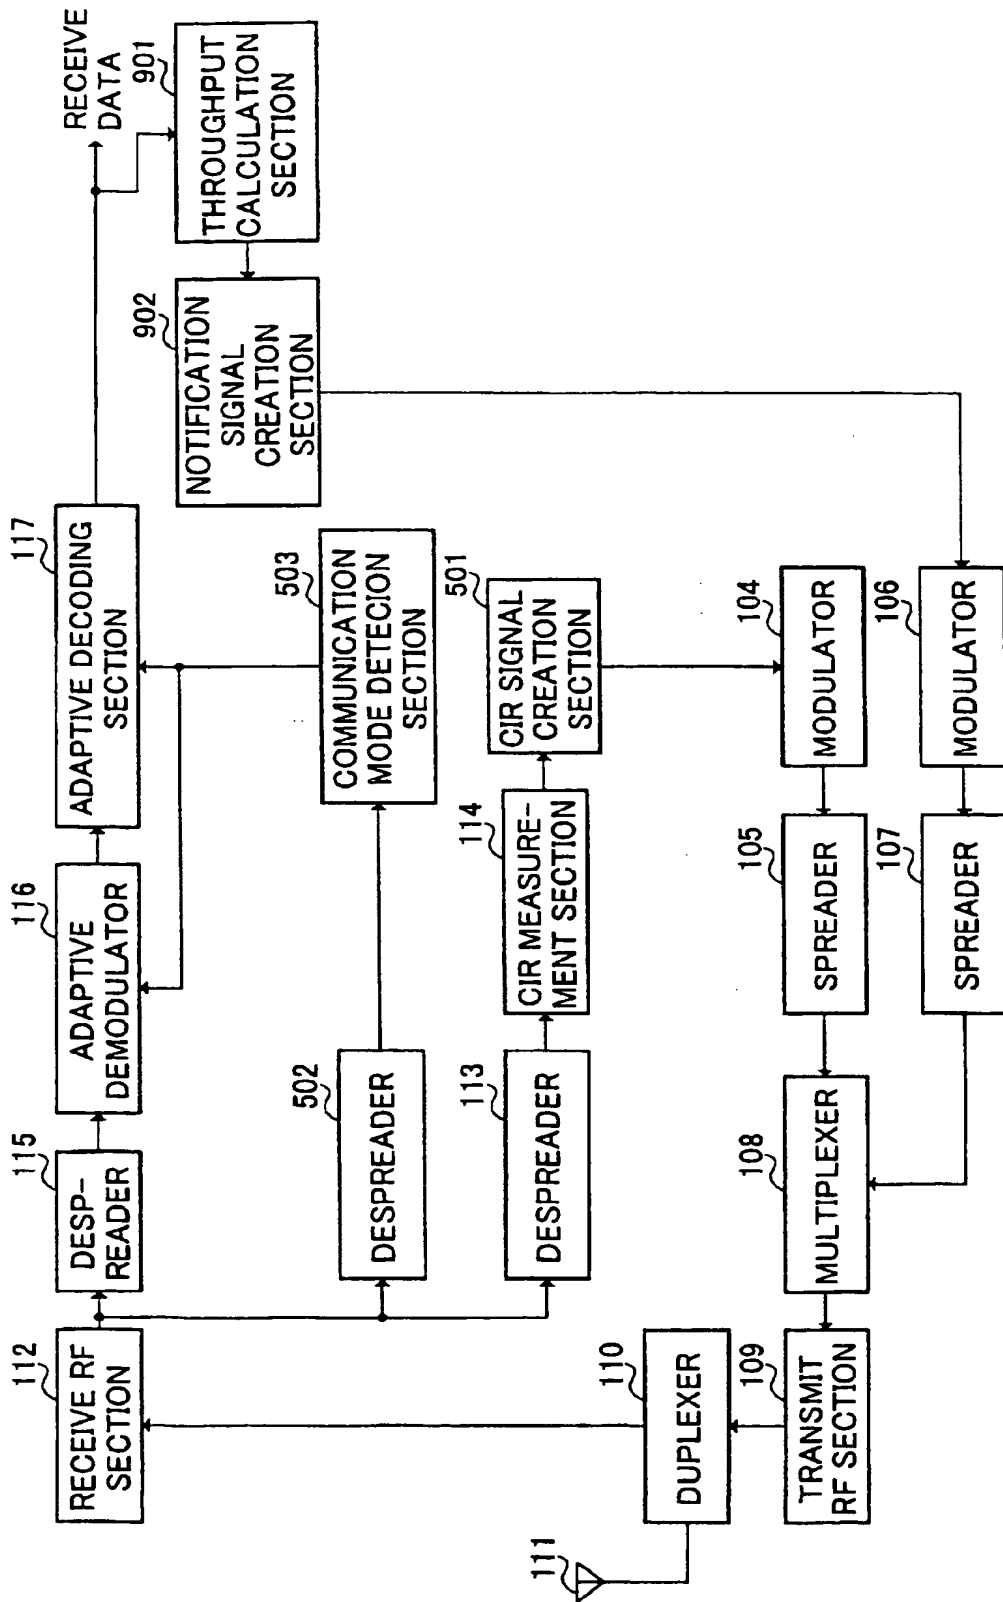 RECEIVE
DATA
112
RECEIVE RF
SECTION
115
DESP-
READER
116
ADAPTIVE
DEMODULATOR
117
ADAPTIVE DECODING
SECTION
901
THROUGHPUT
CALCULATION
SECTION
902
NOTIFICATION
SIGNAL
CREATION
SECTION
502
DESPREADER
503
COMMUNICATION
MODE DETECION
SECTION
113
DESPREADER
114
CIR MEASURE-
MENT SECTION
501
CIR SIGNAL
CREATION
SECTION
111
110
DUPLEXER
109
TRANSMIT
RF SECTION
108
MULTIPLEXER
105
SPREADER
104
MODULATOR
107
SPREADER
106
MODULATOR